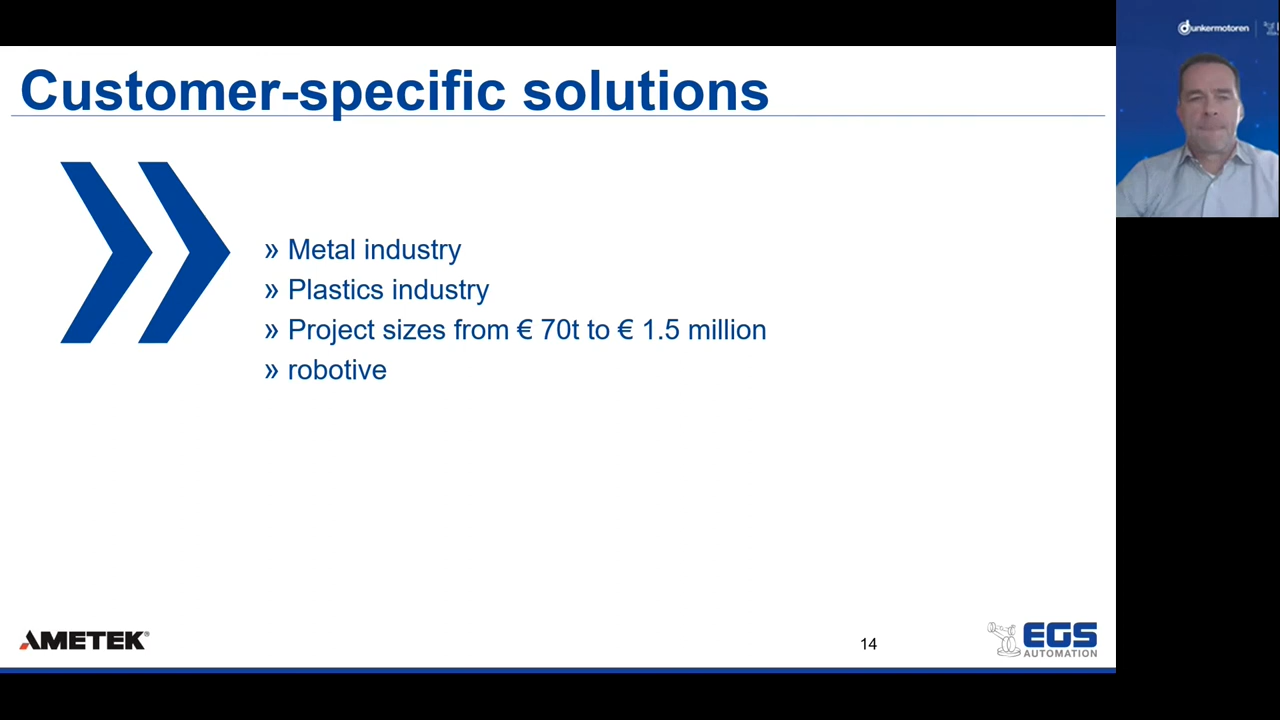 Customer-specific solutions
» Metal industry
» Plastics industry
» Project sizes from € 70t to € 1.5 million
» robotive
AMETEK®
14
EGS
AUTOMATION
dunkermotoren